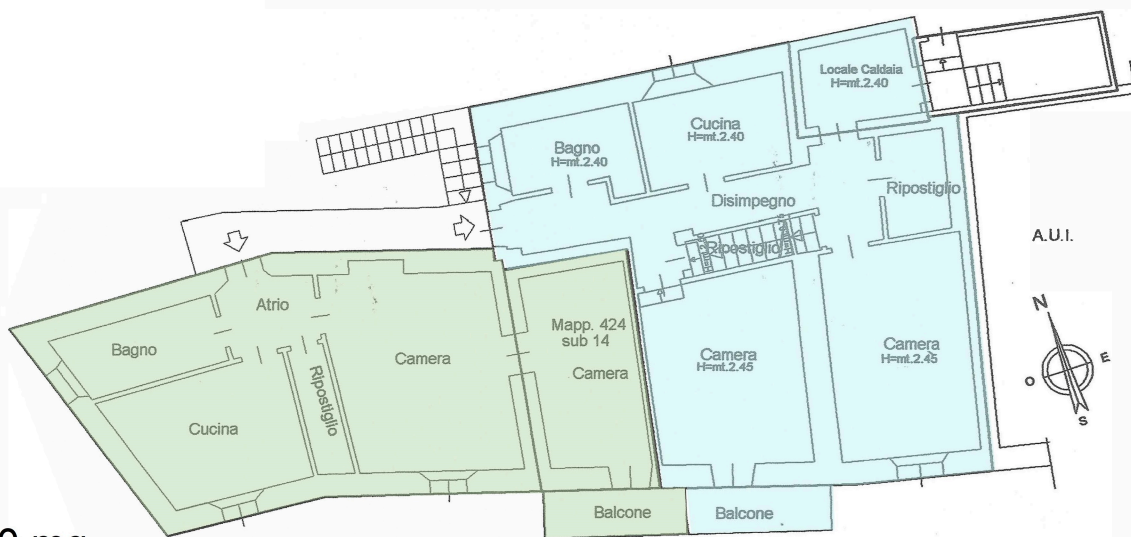 Locale Caldaia
H=mt.2.40
Cucina
H=mt.2.40
Bagno
H=mt.2.40
Disimpegno
Ripostiglio
Ripostiglio
A.U.I.
Atrio
Bagno
Camera
Mapp. 424
sub 14
Camera
Camera
H=mt.2.45
Camera
H=mt.2.45
Ripostiglio
Cucina
Balcone
Balcone
N
E
O
S